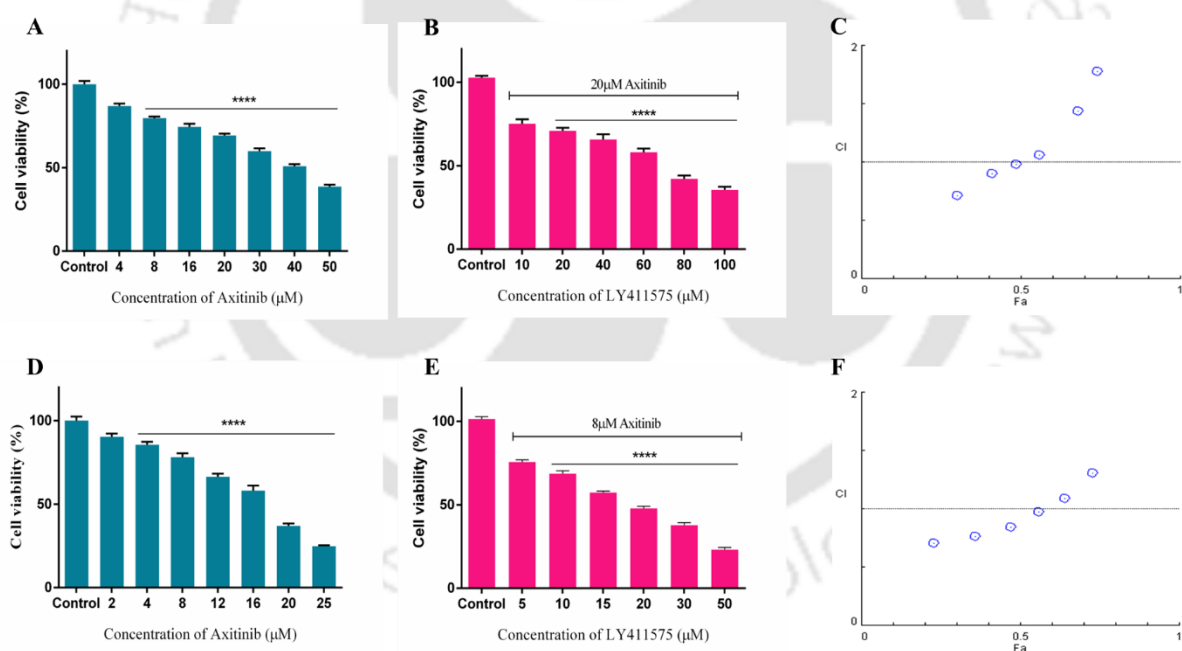 A
Cell viability (%)
100
50
0
****
Control 4 8 16 20 30 40 50
Concentration of Axitinib (μM)
B
Cell viability (%)
100
50
0
20μM Axitinib
****
Control 10 20 40 60 80 100
Concentration of LY411575 (μM)
C
2
CI
0
0 0.5 1
Fa
D
Cell viability (%)
100
50
0
****
Control 2 4 8 12 16 20 25
Concentration of Axitinib (μM)
E
Cell viability (%)
100
50
0
8μM Axitinib
****
Control 5 10 15 20 30 50
Concentration of LY411575 (μM)
F
2
CI
0
0 0.5 1
Fa